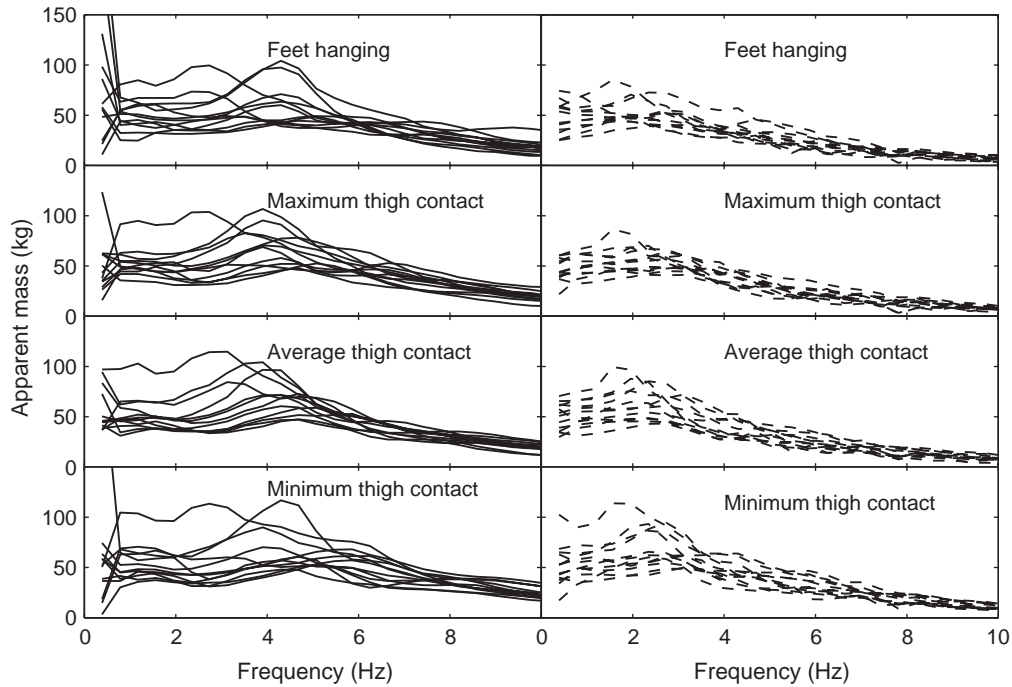 150
Feet hanging
Feet hanging
100
50
0
Maximum thigh contact
Maximum thigh contact
100
50
0
Average thigh contact
Average thigh contact
100
50
0
Minimum thigh contact
Minimum thigh contact
100
50
0
Apparent mass (kg)
0 2 4 6 8 0 2 4 6 8 10
Frequency (Hz)
Frequency (Hz)